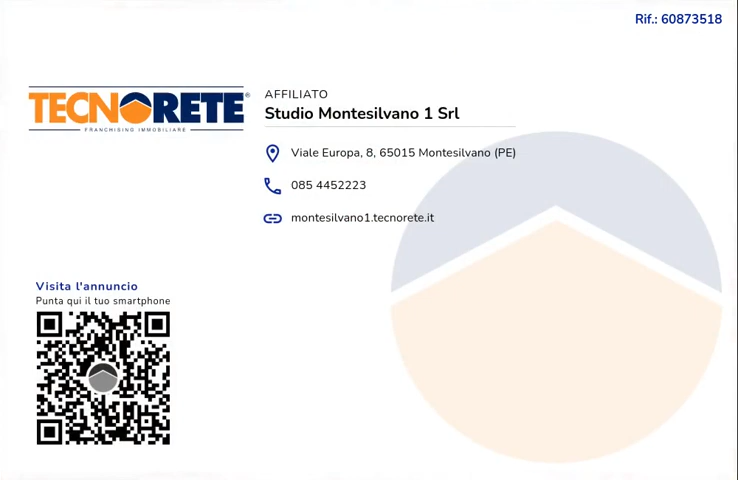 Rif.: 60873518
TECNORETE®
FRANCHISING IMMOBILIARE
AFFILIATO
Studio Montesilvano 1 Srl
Viale Europa, 8, 65015 Montesilvano (PE)
085 4452223
montesilvano1.tecnorete.it
Visita l'annuncio
Punta qui il tuo smartphone